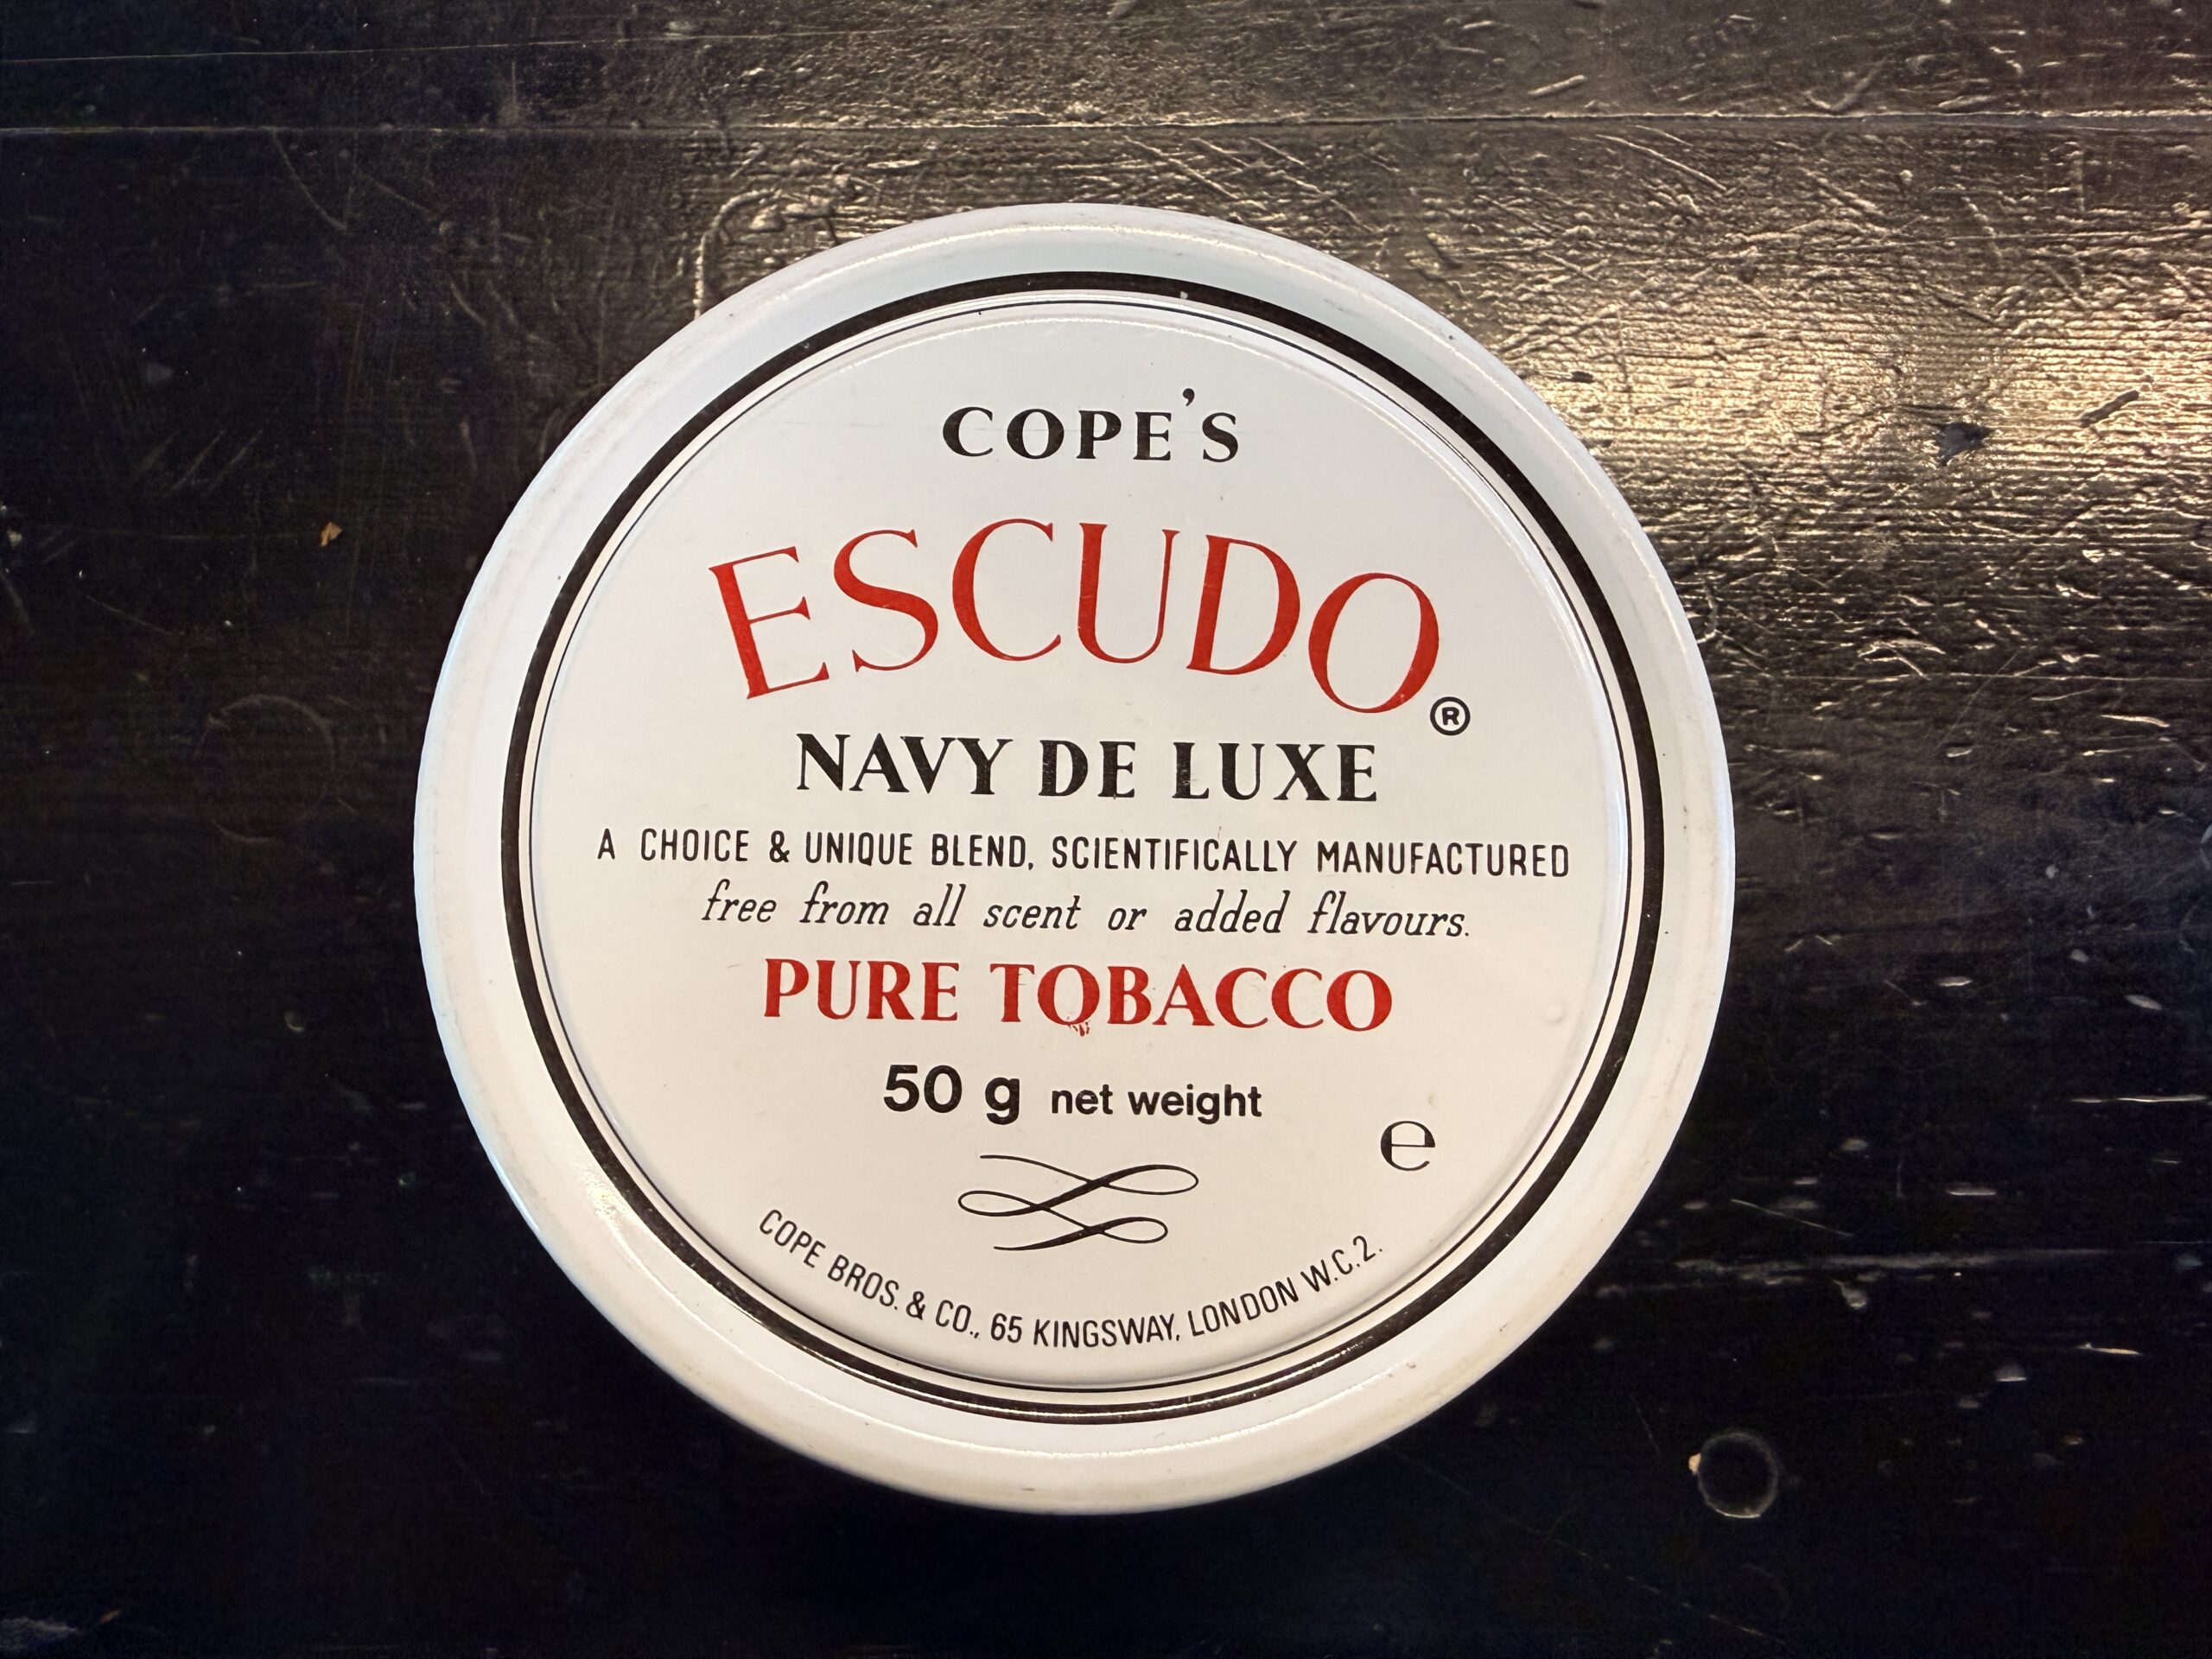 COPE'S
ESCUDO®
NAVY DE LUXE
A CHOICE & UNIQUE BLEND, SCIENTIFICALLY MANUFACTURED
free from all scent or added flavours.
PURE TOBACCO
50 g net weight
℮
COPE BROS. & CO., 65 KINGSWAY, LONDON W.C.2.